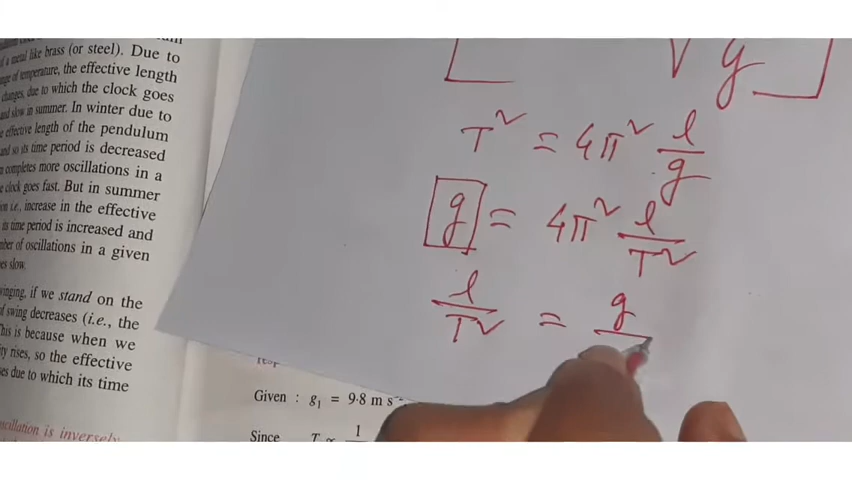 of a metal like brass (or steel). Due to
range of temperature, the effective length
changes, due to which the clock goes
and slow in summer. In winter due to
effective length of the pendulum
and so its time period is decreased
completes more oscillations in a
clock goes fast. But in summer
i.e., increase in the effective
its time period is increased and
number of oscillations in a given
slow.
swinging, if we stand on the
of swing decreases (i.e., the
This is because when we
rises, so the effective
due to which its time
oscillation is inversely
Given : g₁ = 9·8 m s⁻
Since T ∝ 1
√ g
T² = 4π² l/g
g = 4π² l/T²
l/T² = g